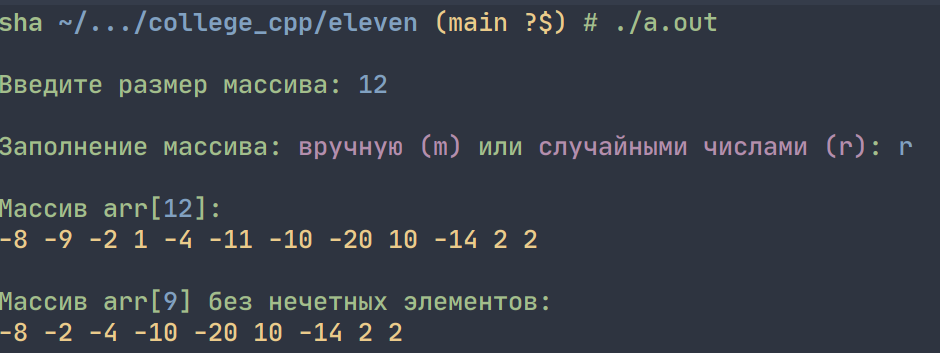 sha ~/.../college_cpp/eleven (main ?$) # ./a.out
Введите размер массива: 12
Заполнение массива: вручную (m) или случайными числами (r): r
Массив arr[12]:
-8 -9 -2 1 -4 -11 -10 -20 10 -14 2 2
Массив arr[9] без нечетных элементов:
-8 -2 -4 -10 -20 10 -14 2 2